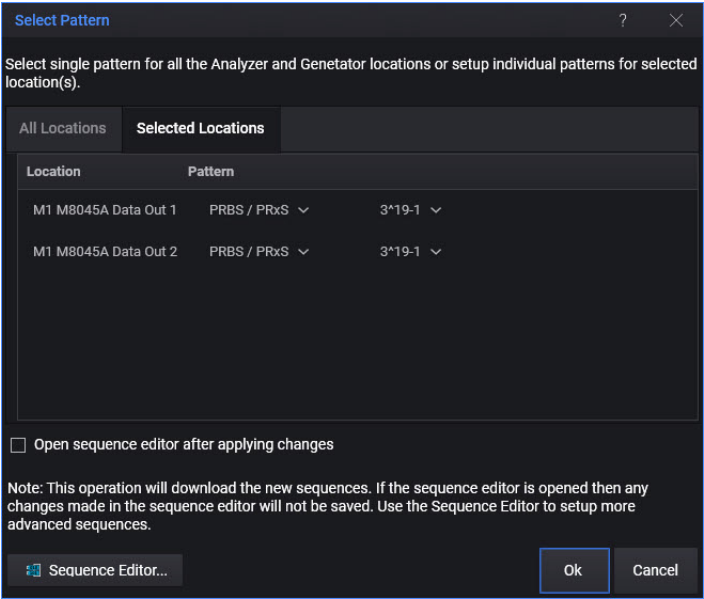 Select Pattern ?
Select single pattern for all the Analyzer and Genetator locations or setup individual patterns for selected
location(s).
All Locations Selected Locations
Location Pattern
M1 M8045A Data Out 1 PRBS / PRxS 3^19-1
M1 M8045A Data Out 2 PRBS / PRxS 3^19-1
Open sequence editor after applying changes
Note: This operation will download the new sequences. If the sequence editor is opened then any
changes made in the sequence editor will not be saved. Use the Sequence Editor to setup more
advanced sequences.
Sequence Editor... Ok Cancel